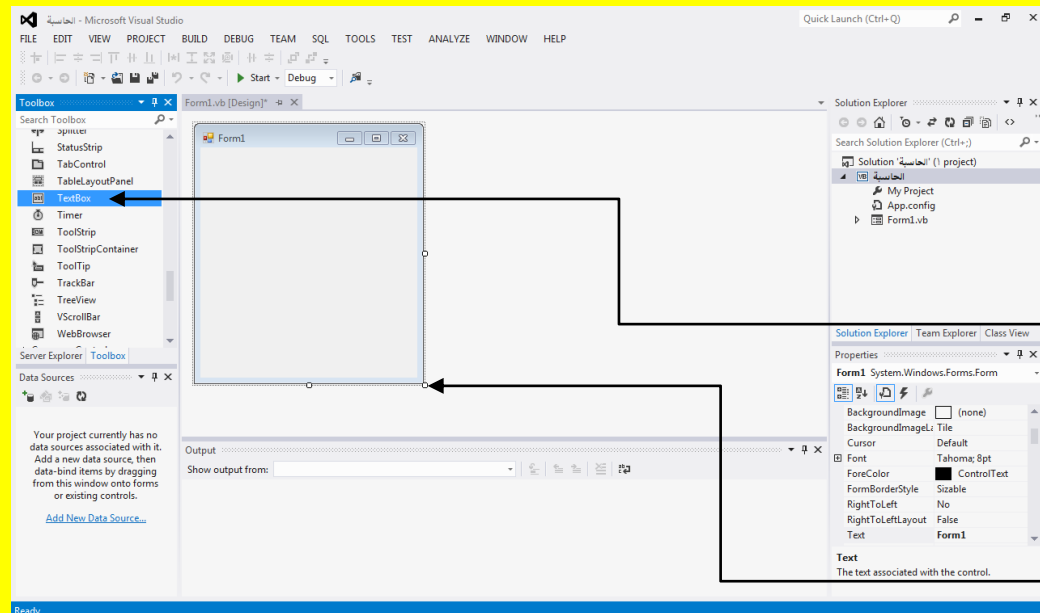 الحاسبة - Microsoft Visual Studio
Quick Launch (Ctrl+Q)
FILE EDIT VIEW PROJECT BUILD DEBUG TEAM SQL TOOLS TEST ANALYZE WINDOW HELP
Start Debug
Toolbox
Search Toolbox
Splitter
StatusStrip
TabControl
TableLayoutPanel
TextBox
Timer
ToolStrip
ToolStripContainer
ToolTip
TrackBar
TreeView
VScrollBar
WebBrowser
Server Explorer Toolbox
Data Sources
Your project currently has no
data sources associated with it.
Add a new data source, then
data-bind items by dragging
from this window onto forms
or existing controls.
Add New Data Source...
Form1.vb [Design]*
Form1
Output
Show output from:
Solution Explorer
Search Solution Explorer (Ctrl+;)
Solution 'الحاسبة' (١ project)
الحاسبة
My Project
App.config
Form1.vb
Solution Explorer Team Explorer Class View
Properties
Form1 System.Windows.Forms.Form
BackgroundImage (none)
BackgroundImageLa Tile
Cursor Default
Font Tahoma; 8pt
ForeColor ControlText
FormBorderStyle Sizable
RightToLeft No
RightToLeftLayout False
Text Form1
Text
The text associated with the control.
Ready